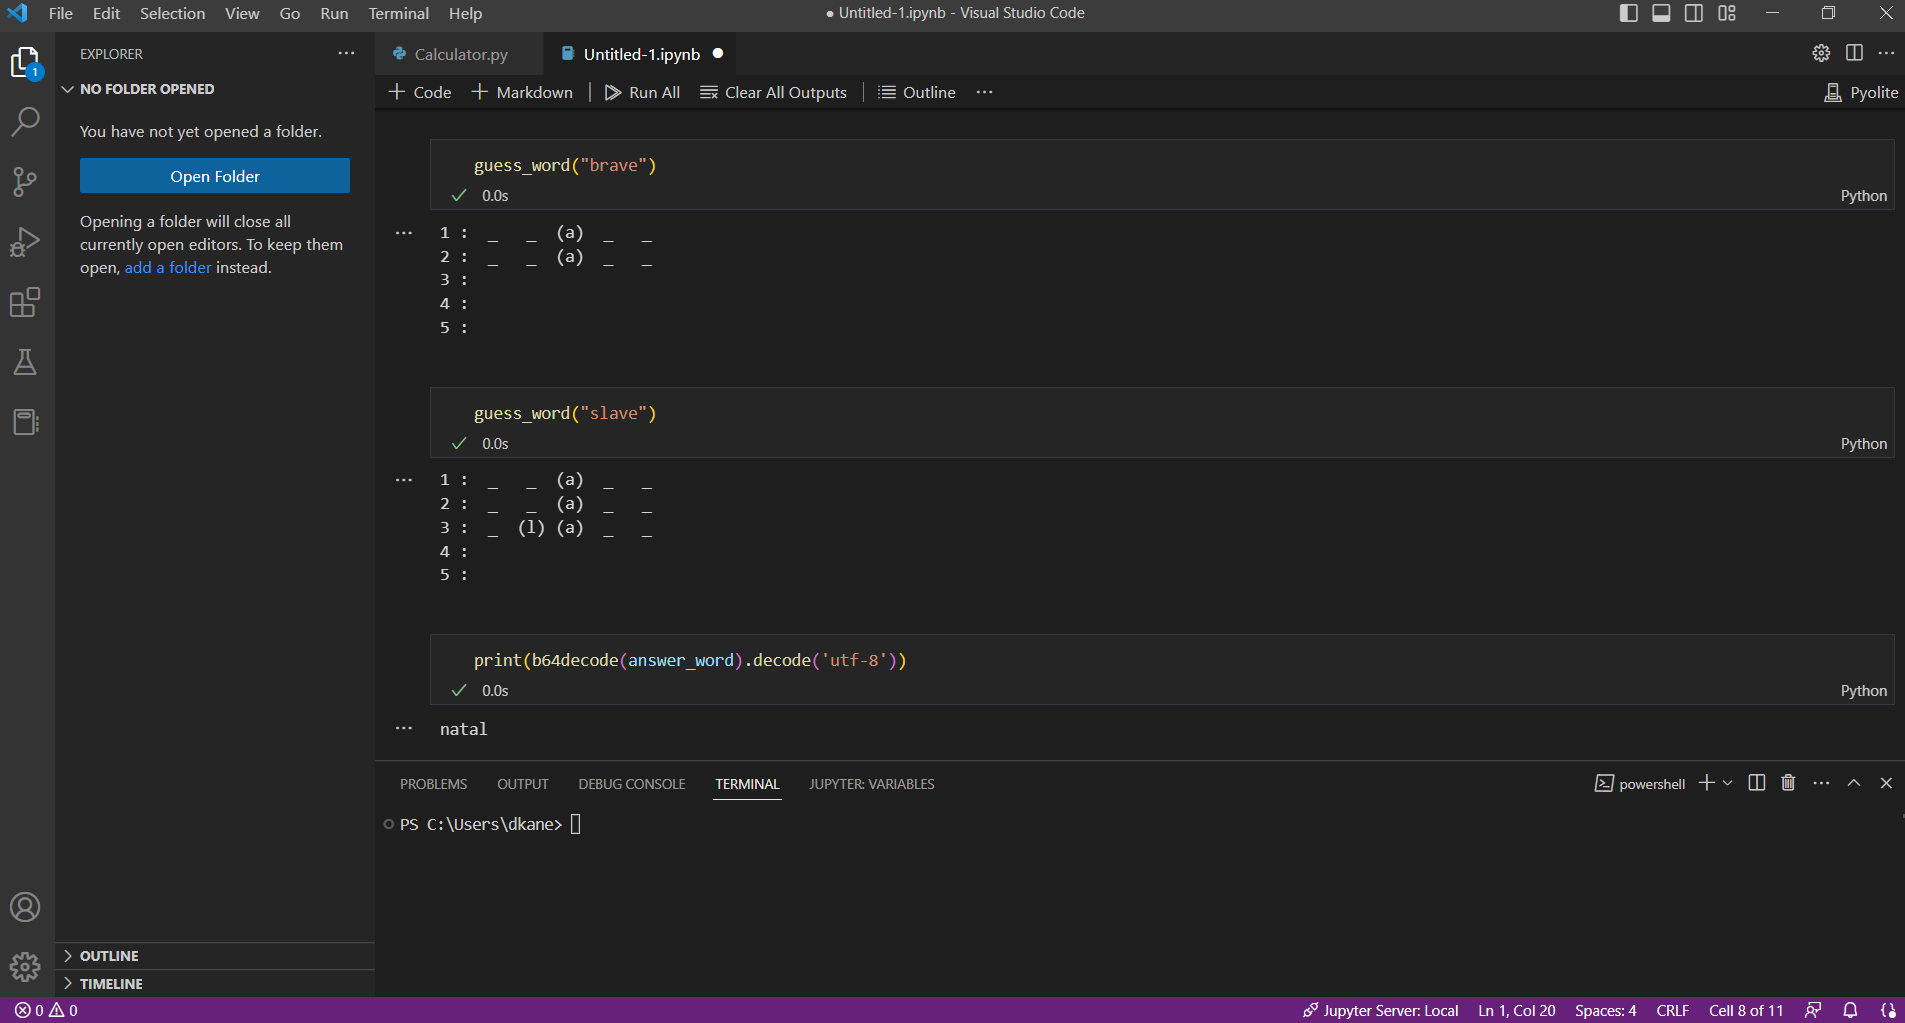 File Edit Selection View Go Run Terminal Help
● Untitled-1.ipynb - Visual Studio Code
EXPLORER ···
NO FOLDER OPENED
You have not yet opened a folder.
Open Folder
Opening a folder will close all
currently open editors. To keep them
open, add a folder instead.
OUTLINE
TIMELINE
1
Calculator.py Untitled-1.ipynb ●
+ Code + Markdown Run All Clear All Outputs Outline ··· Pyolite
guess_word("brave")
✓ 0.0s Python
1 : _ _ (a) _ _
2 : _ _ (a) _ _
3 :
4 :
5 :
guess_word("slave")
✓ 0.0s Python
1 : _ _ (a) _ _
2 : _ _ (a) _ _
3 : _ (l) (a) _ _
4 :
5 :
print(b64decode(answer_word).decode('utf-8'))
✓ 0.0s Python
natal
PROBLEMS OUTPUT DEBUG CONSOLE TERMINAL JUPYTER: VARIABLES powershell
PS C:\Users\dkane>
0 0 Jupyter Server: Local Ln 1, Col 20 Spaces: 4 CRLF Cell 8 of 11